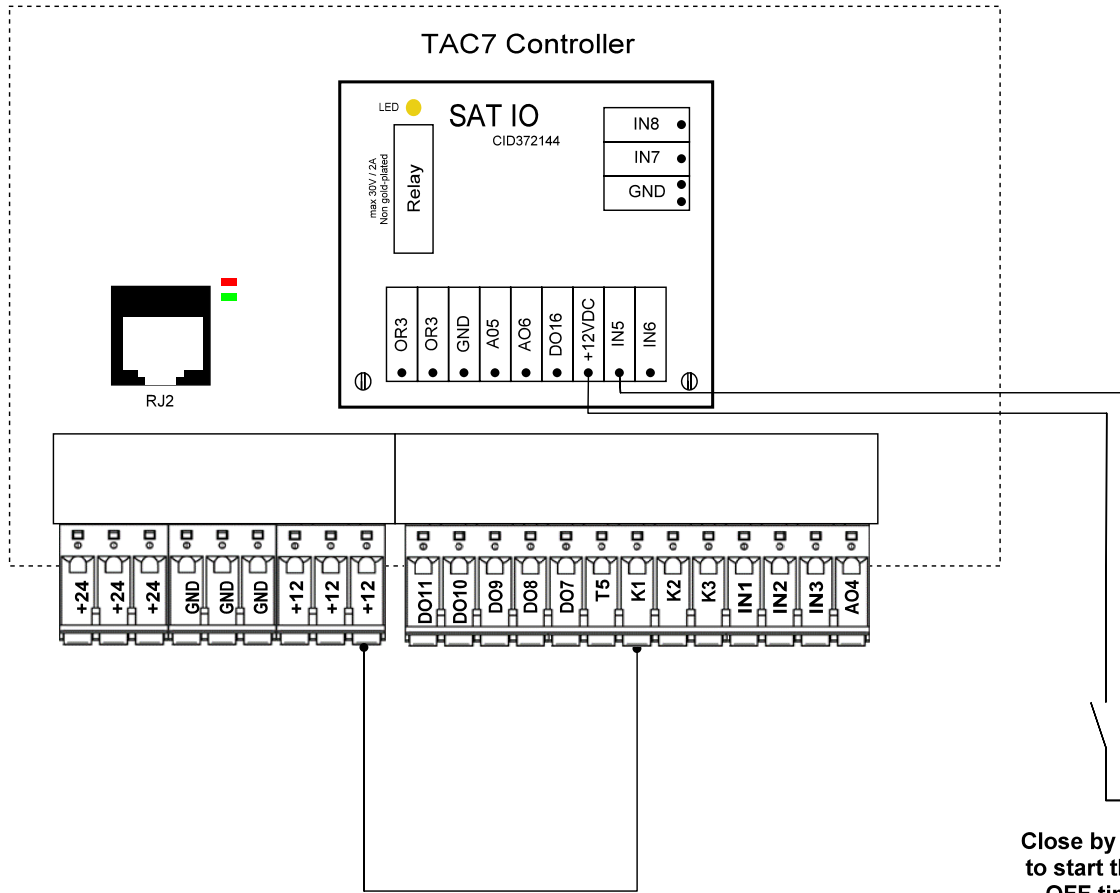 TAC7 Controller
LED
SAT IO
CID372144
max 30V / 2A
Non gold-plated
Relay
IN8
IN7
GND
OR3
OR3
GND
A05
AO6
DO16
+12VDC
IN5
IN6
RJ2
+24
+24
+24
GND
GND
GND
+12
+12
+12
DO11
DO10
DO9
DO8
DO7
T5
K1
K2
K3
IN1
IN2
IN3
AO4
Close by
to start
OFF